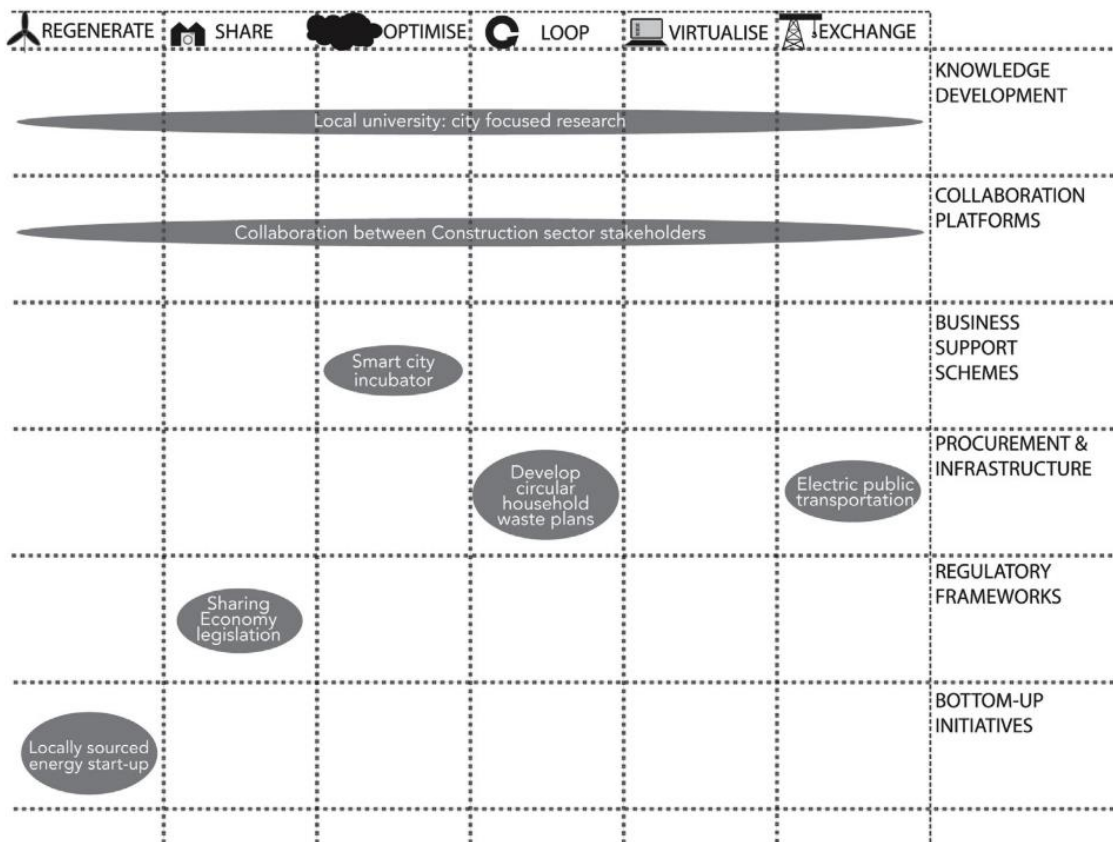 REGENERATE SHARE OPTIMISE LOOP VIRTUALISE EXCHANGE
KNOWLEDGE
DEVELOPMENT
Local university: city focused research
COLLABORATION
PLATFORMS
Collaboration between Construction sector stakeholders
BUSINESS
SUPPORT
SCHEMES
Smart city
incubator
PROCUREMENT &
INFRASTRUCTURE
Develop
circular
household
waste plans
Electric public
transportation
REGULATORY
FRAMEWORKS
Sharing
Economy
legislation
BOTTOM-UP
INITIATIVES
Locally sourced
energy start-up